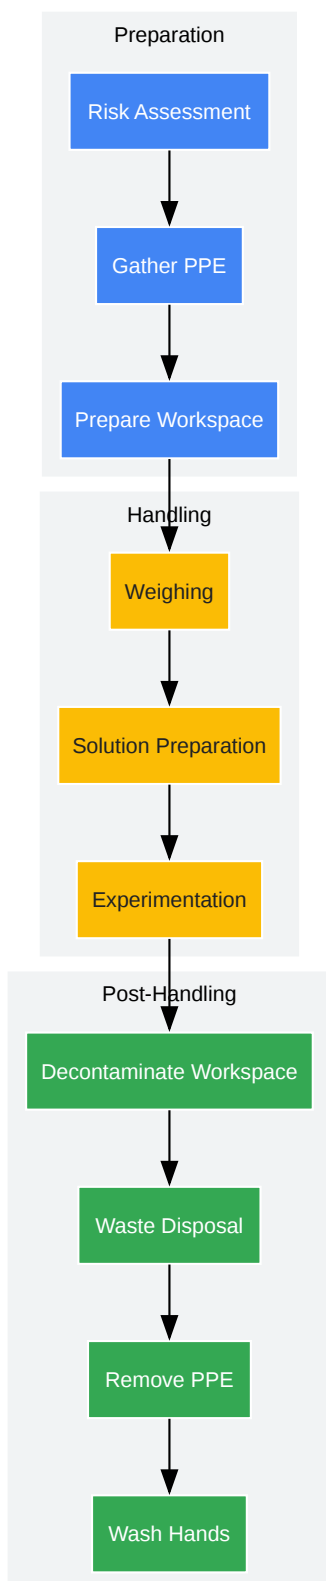 Preparation
Risk Assessment
Gather PPE
Prepare Workspace
Handling
Weighing
Solution Preparation
Experimentation
Post-Handling
Decontaminate Workspace
Waste Disposal
Remove PPE
Wash Hands